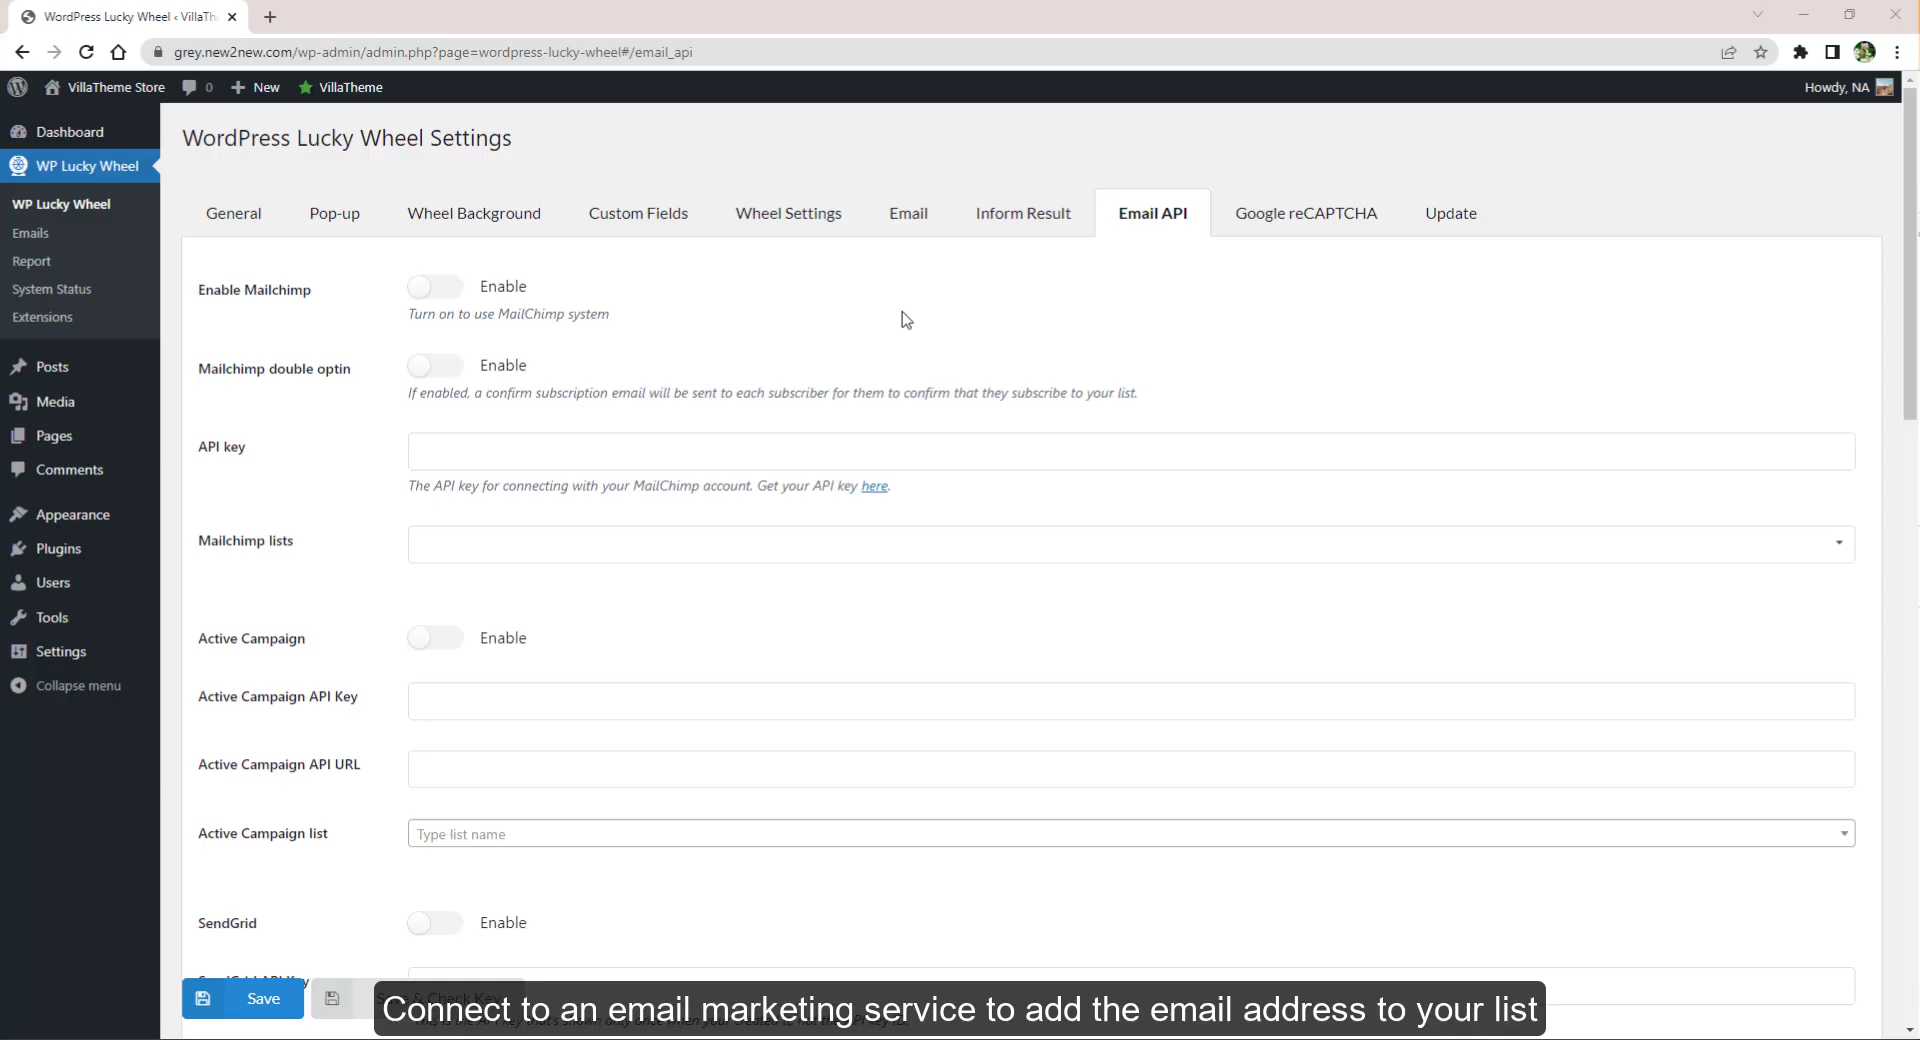 WordPress Lucky Wheel ‹ VillaTh
grey.new2new.com/wp-admin/admin.php?page=wordpress-lucky-wheel#/email_api
VillaTheme Store
0
New
VillaTheme
Howdy, NA
Dashboard
WP Lucky Wheel
WP Lucky Wheel
Emails
Report
System Status
Extensions
Posts
Media
Pages
Comments
Appearance
Plugins
Users
Tools
Settings
Collapse menu
WordPress Lucky Wheel Settings
General
Pop-up
Wheel Background
Custom Fields
Wheel Settings
Email
Inform Result
Email API
Google reCAPTCHA
Update
Enable Mailchimp
Enable
Turn on to use MailChimp system
Mailchimp double optin
Enable
If enabled, a confirm subscription email will be sent to each subscriber for them to confirm that they subscribe to your list.
API key
The API key for connecting with your MailChimp account. Get your API key here.
Mailchimp lists
Active Campaign
Enable
Active Campaign API Key
Active Campaign API URL
Active Campaign list
Type list name
SendGrid
Enable
Save
Connect to an email marketing service to add the email address to your list